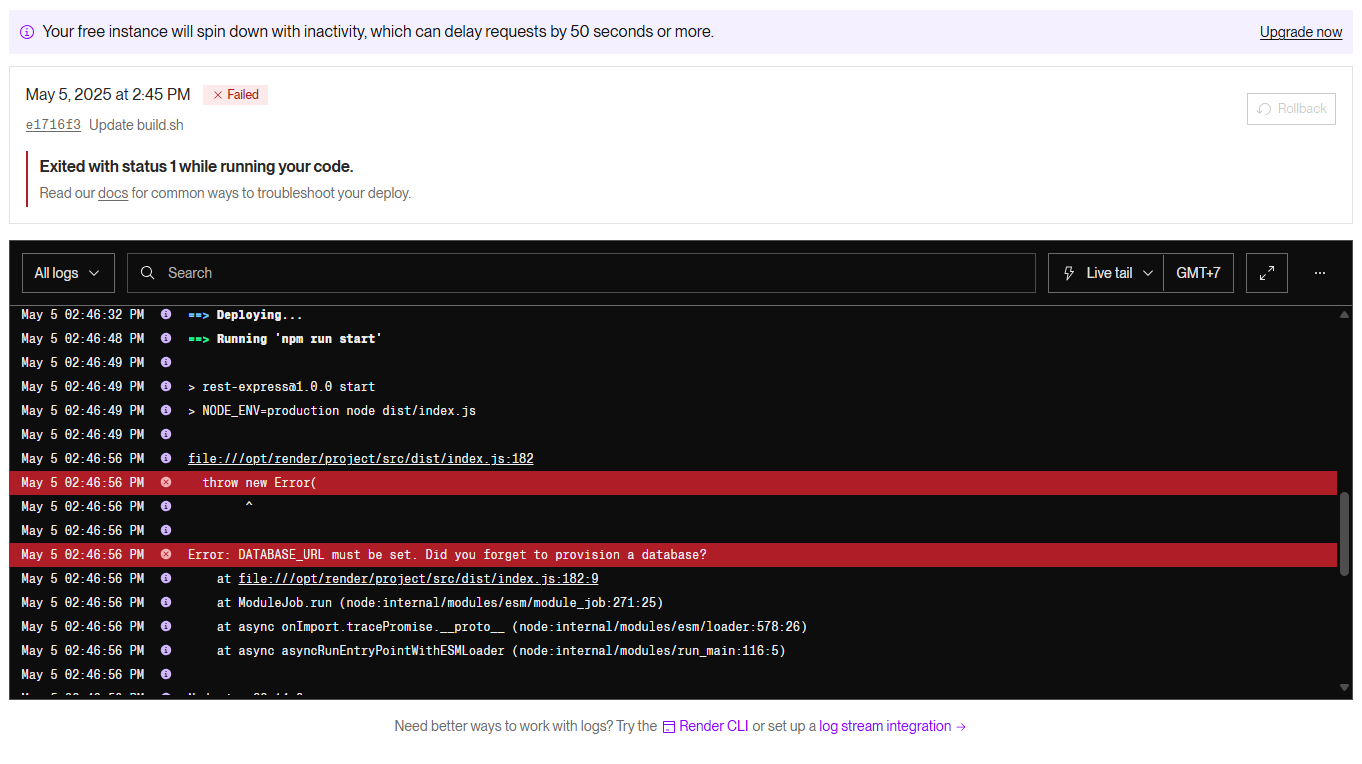 Your free instance will spin down with inactivity, which can delay requests by 50 seconds or more.
Upgrade now
May 5, 2025 at 2:45 PM
Failed
Rollback
e1716f3 Update build.sh
Exited with status 1 while running your code.
Read our docs for common ways to troubleshoot your deploy.
All logs
Search
Live tail
GMT+7
May 5 02:46:32 PM ==> Deploying...
May 5 02:46:48 PM ==> Running 'npm run start'
May 5 02:46:49 PM
May 5 02:46:49 PM > rest-express@1.0.0 start
May 5 02:46:49 PM > NODE_ENV=production node dist/index.js
May 5 02:46:49 PM
May 5 02:46:56 PM file:///opt/render/project/src/dist/index.js:182
May 5 02:46:56 PM throw new Error(
May 5 02:46:56 PM ^
May 5 02:46:56 PM
May 5 02:46:56 PM Error: DATABASE_URL must be set. Did you forget to provision a database?
May 5 02:46:56 PM at file:///opt/render/project/src/dist/index.js:182:9
May 5 02:46:56 PM at ModuleJob.run (node:internal/modules/esm/module_job:271:25)
May 5 02:46:56 PM at async onImport.tracePromise.__proto__ (node:internal/modules/esm/loader:578:26)
May 5 02:46:56 PM at async asyncRunEntryPointWithESMLoader (node:internal/modules/run_main:116:5)
May 5 02:46:56 PM
Need better ways to work with logs? Try the Render CLI or set up a log stream integration →